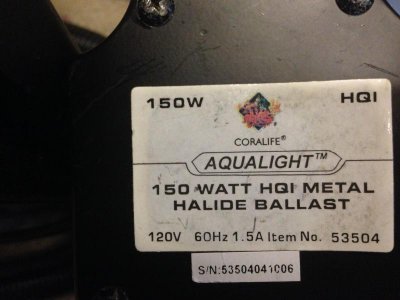 150W HQI
CORALIFE®
AQUALIGHT™
150 WATT HQI METAL
HALIDE BALLAST
120V 60Hz 1.5A Item No. 53504
S/N:53504041006